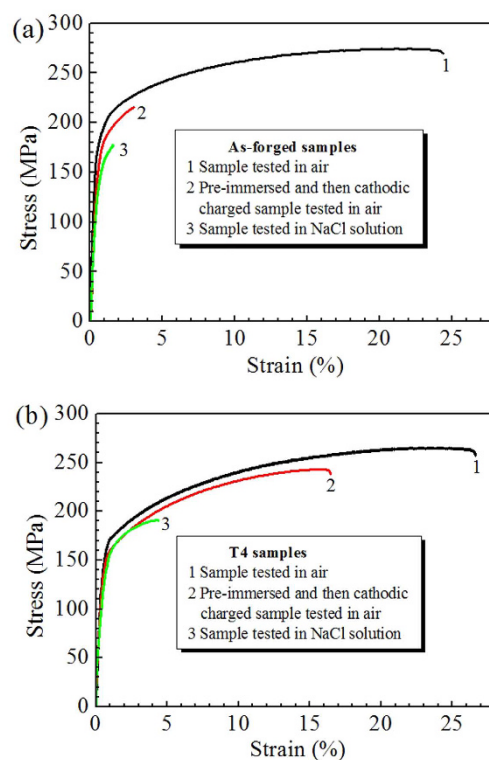 (a)
300
250
200
150
100
50
0
Stress (MPa)
1
2
3
As-forged samples
1 Sample tested in air
2 Pre-immersed and then cathodic
charged sample tested in air
3 Sample tested in NaCl solution
0 5 10 15 20 25
Strain (%)
(b)
300
250
200
150
100
50
0
Stress (MPa)
1
2
3
T4 samples
1 Sample tested in air
2 Pre-immersed and then cathodic
charged sample tested in air
3 Sample tested in NaCl solution
0 5 10 15 20 25
Strain (%)